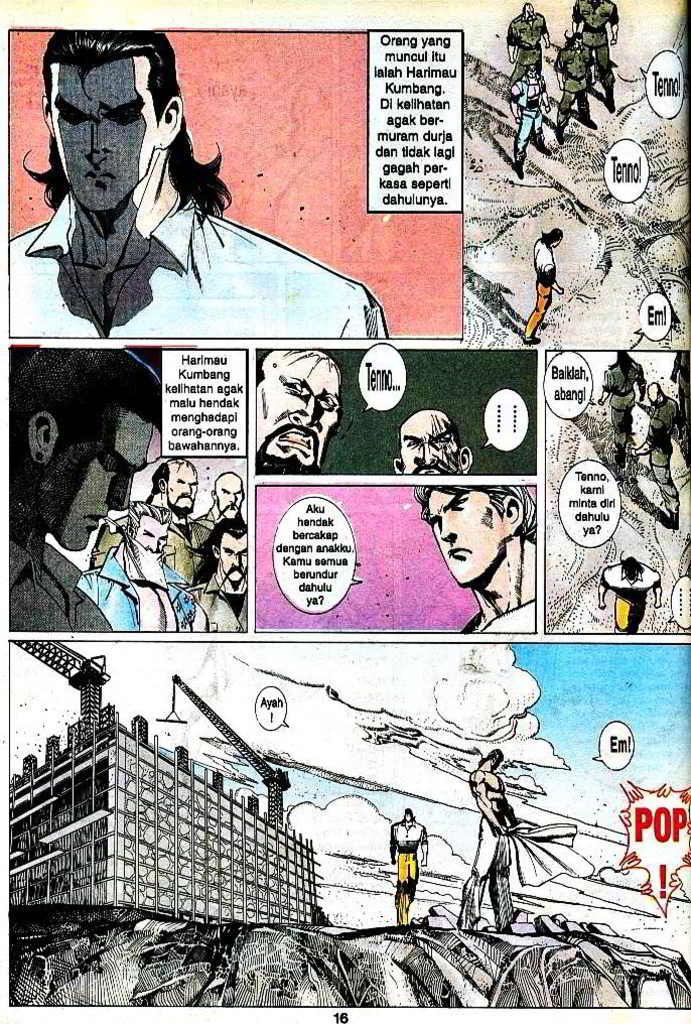 Orang yang
muncul itu
ialah Harimau
Kumbang.
Di kelihatan
agak ber-
muram durja
dan tidak lagi
gagah per-
kasa seperti
dahulunya.
Tenno!
Tenno!
Em!
Harimau
Kumbang
kelihatan agak
malu hendak
menghadapi
orang-orang
bawahannya.
Tenno...
Aku
hendak
bercakap
dengan anakku.
Kamu semua
berundur
dahulu
ya?
Baiklah,
abang!
Tenno,
kami
minta diri
dahulu
ya?
Ayah
!
Em!
POP
!
16